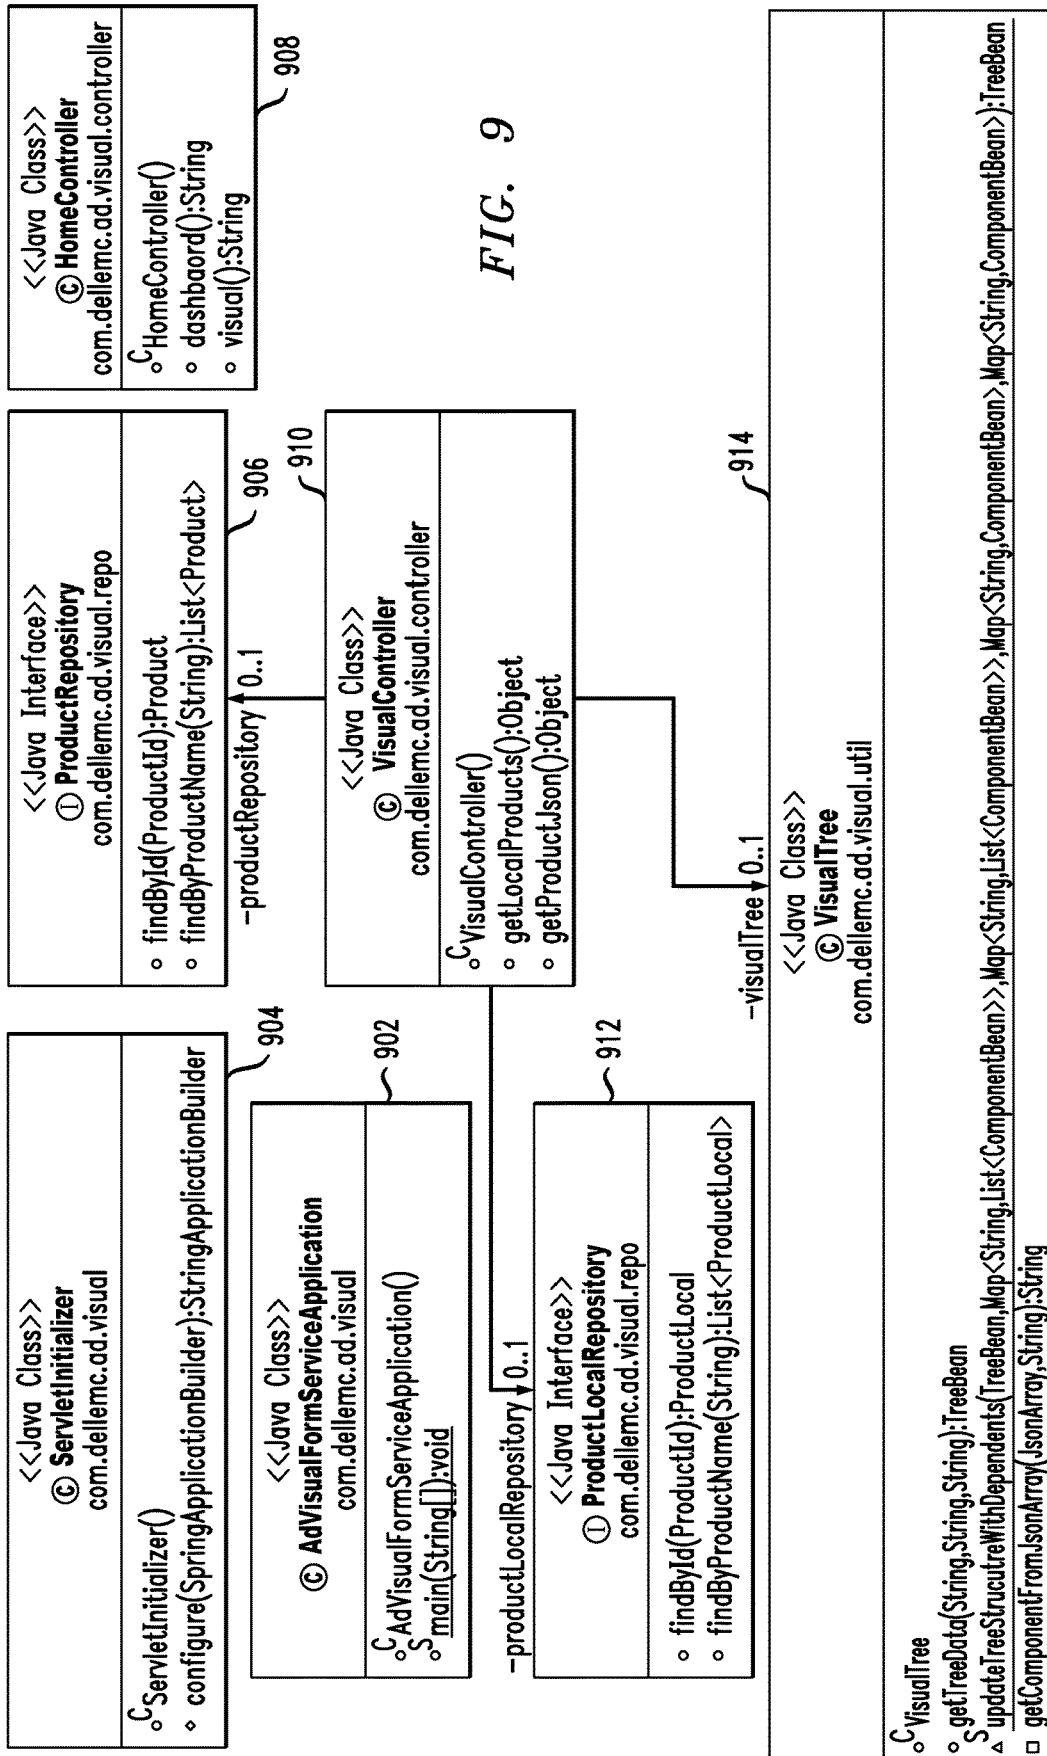 <<Java Class>>
Ⓒ ServletInitializer
com.dellemc.ad.visual
C ServletInitializer()
configure(SpringApplicationBuilder):StringApplicationBuilder
904
<<Java Interface>>
Ⓘ ProductRepository
com.dellemc.ad.visual.repo
findById(ProductId):Product
findByProductName(String):List<Product>
906
<<Java Class>>
Ⓒ HomeController
com.dellemc.ad.visual.controller
C HomeController()
dashbaord():String
visual():String
908
<<Java Class>>
Ⓒ AdVisualFormServiceApplication
com.dellemc.ad.visual
C AdVisualFormServiceApplication()
S main(String[]):void
902
-productRepository 0..1
<<Java Class>>
Ⓒ VisualController
com.dellemc.ad.visual.controller
C VisualController()
getLocalProducts():Object
getProductJson():Object
910
FIG. 9
-productLocalRepository 0..1
<<Java Interface>>
Ⓘ ProductLocalRepository
com.dellemc.ad.visual.repo
findById(ProductId):ProductLocal
findByProductName(String):List<ProductLocal>
912
-visualTree 0..1
914
<<Java Class>>
Ⓒ VisualTree
com.dellemc.ad.visual.util
C VisualTree
getTreeData(String,String,String):TreeBean
S updateTreeStrucutreWithDependents(TreeBean,Map<String,List<ComponentBean>>,Map<String,List<ComponentBean>>,Map<String,ComponentBean>,Map<String,ComponentBean>):TreeBean
getComponentFromJsonArray(JsonArray,String):String